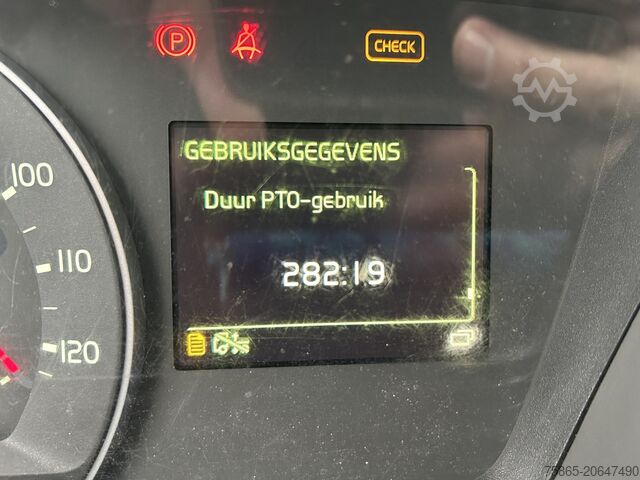 P
CHECK
GEBRUIKSGEGEVENS
Duur PTO-gebruik
282:19
100
110
120
75865-20647490